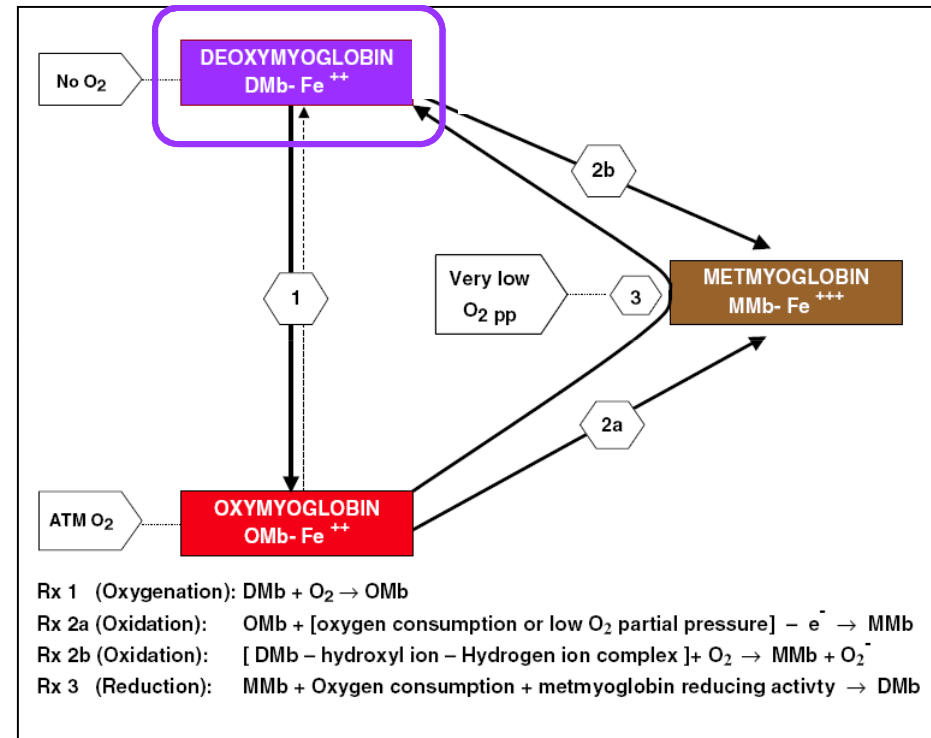 DEOXYMYOGLOBIN
DMb- Fe ++
No O2
2b
1
Very low
O2 pp
3
METMYOGLOBIN
MMb- Fe +++
2a
ATM O2
OXYMYOGLOBIN
OMb- Fe ++
Rx 1 (Oxygenation): DMb + O2 → OMb
Rx 2a (Oxidation): OMb + [oxygen consumption or low O2 partial pressure] – e- → MMb
Rx 2b (Oxidation): [ DMb – hydroxyl ion – Hydrogen ion complex ]+ O2 → MMb + O2-
Rx 3 (Reduction): MMb + Oxygen consumption + metmyoglobin reducing activty → DMb